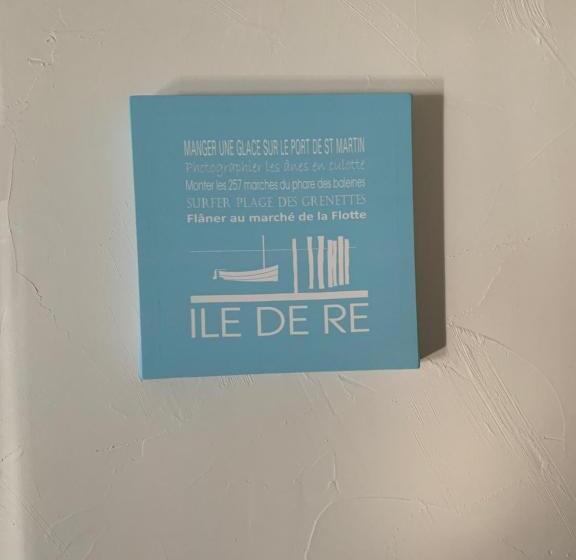 MANGER UNE GLACE SUR LE PORT DE ST MARTIN
Photographier les ânes en culotte
Monter les 257 marches du phare des baleines
SURFER PLAGE DES GRENETTES
Flâner au marché de la Flotte
ILE DE RE